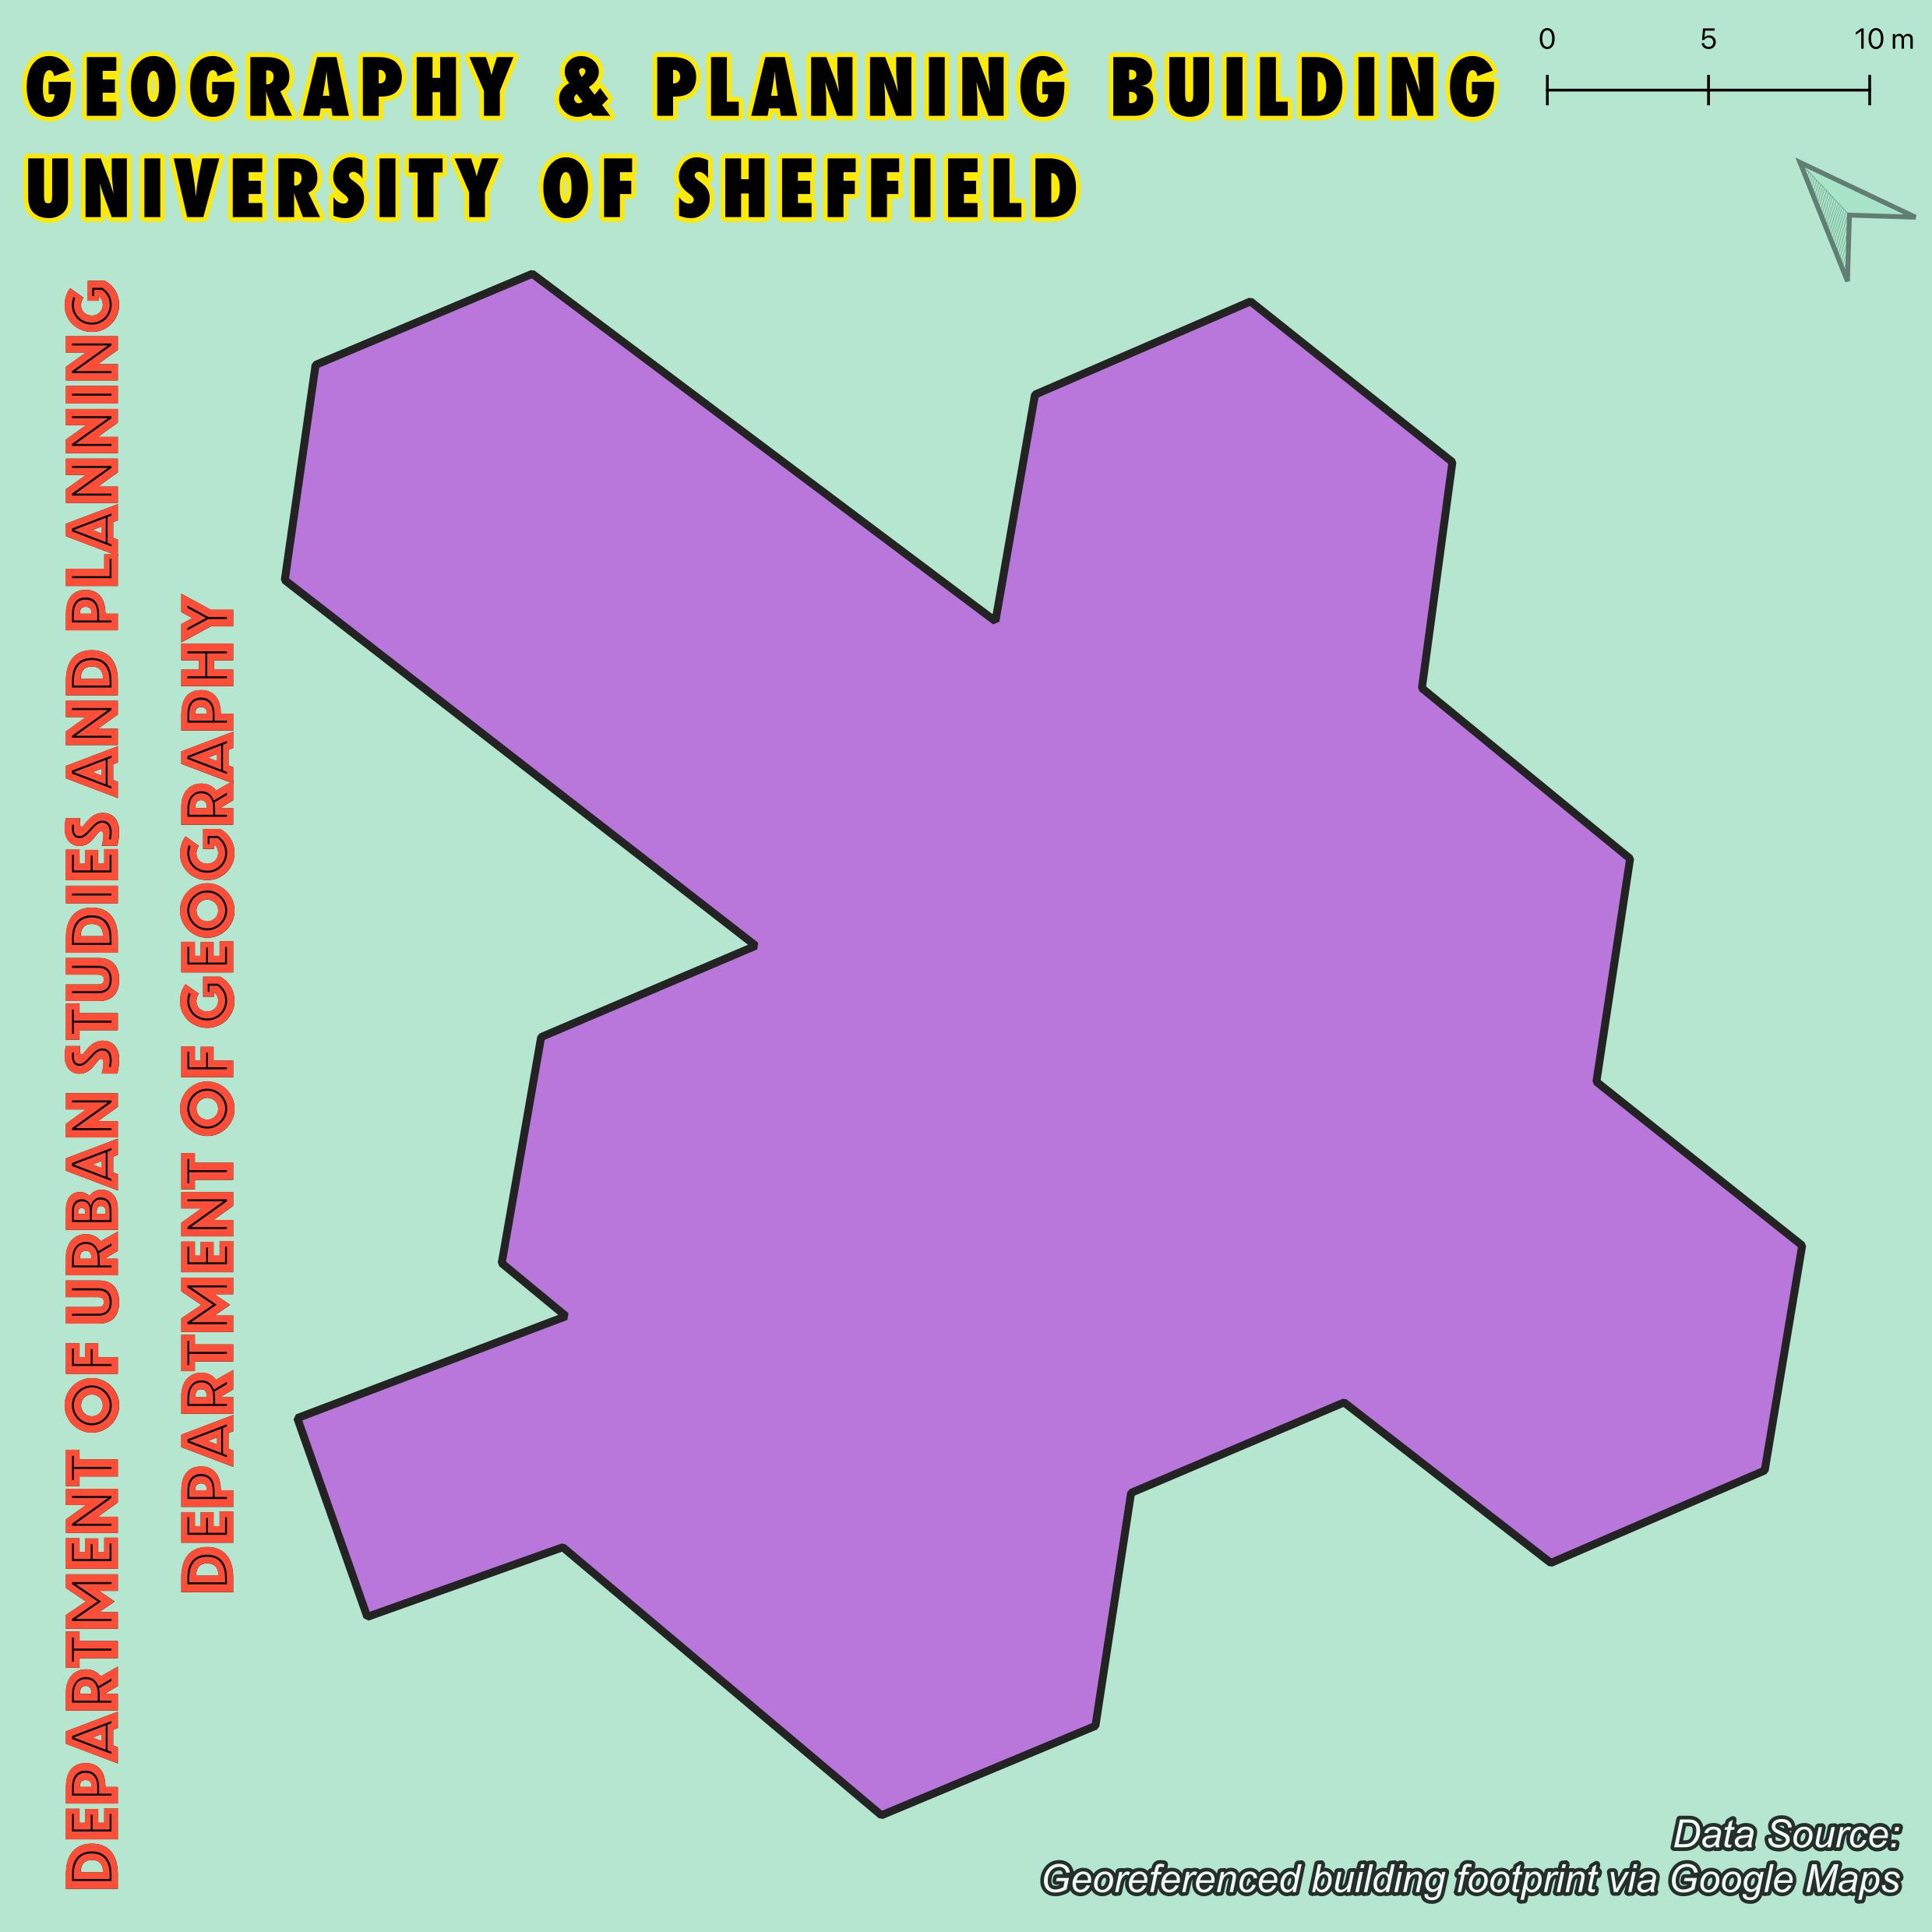 GEOGRAPHY & PLANNING BUILDING
UNIVERSITY OF SHEFFIELD
0 5 10 m
DEPARTMENT OF URBAN STUDIES AND PLANNING
DEPARTMENT OF GEOGRAPHY
Data Source:
Georeferenced building footprint via Google Maps